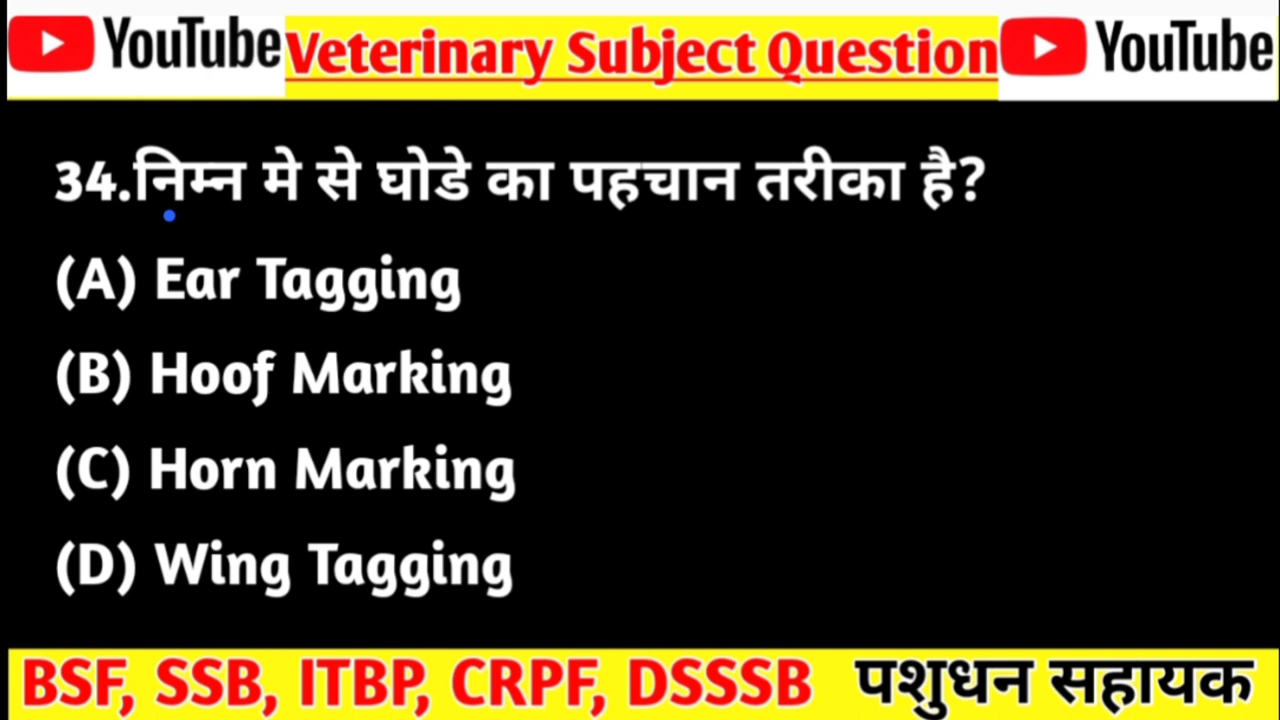 YouTube Veterinary Subject Question YouTube
34.निम्न मे से घोडे का पहचान तरीका है?
(A) Ear Tagging
(B) Hoof Marking
(C) Horn Marking
(D) Wing Tagging
BSF, SSB, ITBP, CRPF, DSSSB पशुधन सहायक